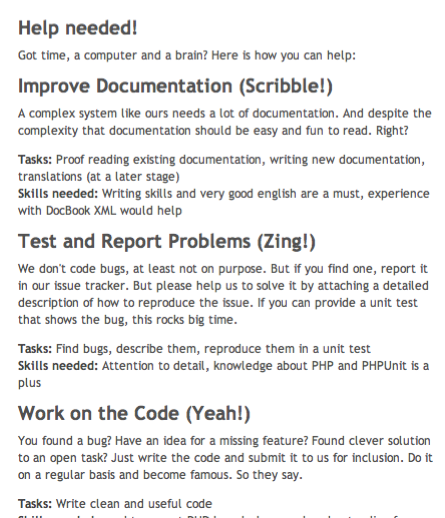 Help needed!
Got time, a computer and a brain? Here is how you can help:
Improve Documentation (Scribble!)
A complex system like ours needs a lot of documentation. And despite the
complexity that documentation should be easy and fun to read. Right?
Tasks: Proof reading existing documentation, writing new documentation,
translations (at a later stage)
Skills needed: Writing skills and very good english are a must, experience
with DocBook XML would help
Test and Report Problems (Zing!)
We don't code bugs, at least not on purpose. But if you find one, report it
in our issue tracker. But please help us to solve it by attaching a detailed
description of how to reproduce the issue. If you can provide a unit test
that shows the bug, this rocks big time.
Tasks: Find bugs, describe them, reproduce them in a unit test
Skills needed: Attention to detail, knowledge about PHP and PHPUnit is a
plus
Work on the Code (Yeah!)
You found a bug? Have an idea for a missing feature? Found clever solution
to an open task? Just write the code and submit it to us for inclusion. Do it
on a regular basis and become famous. So they say.
Tasks: Write clean and useful code